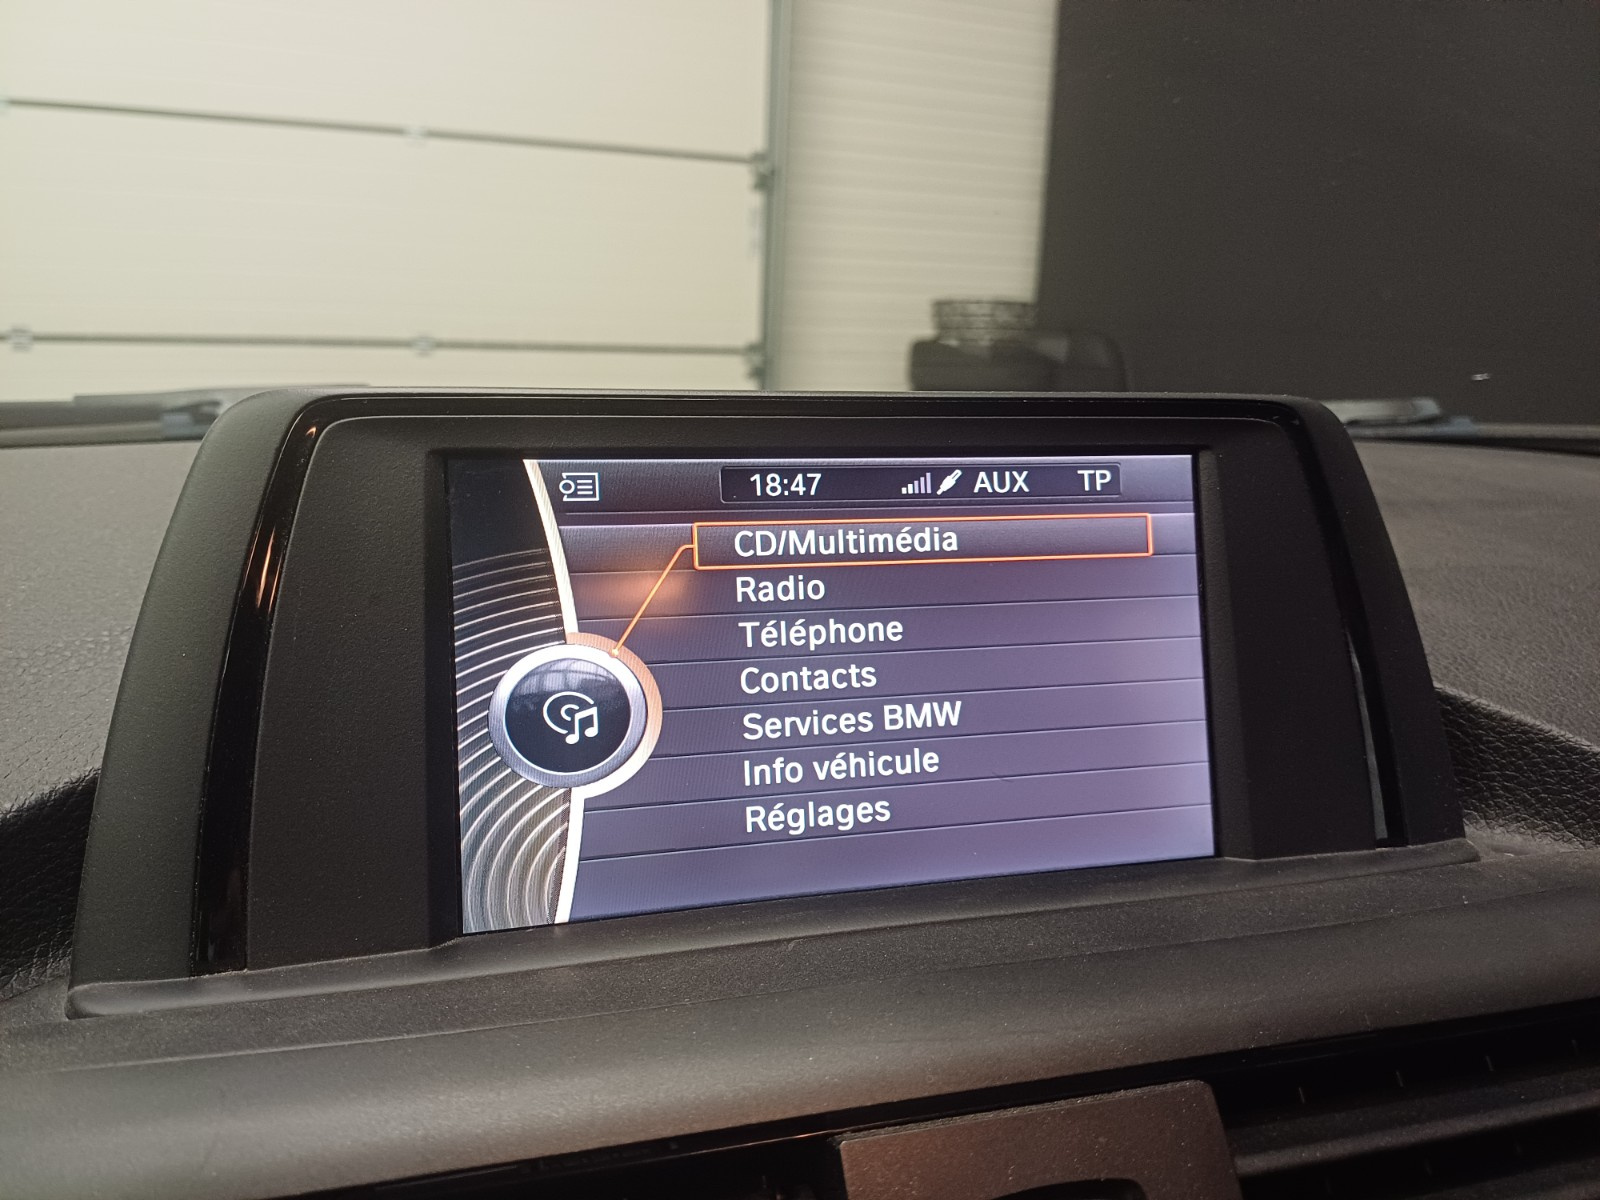 18:47 AUX TP
CD/Multimédia
Radio
Téléphone
Contacts
Services BMW
Info véhicule
Réglages